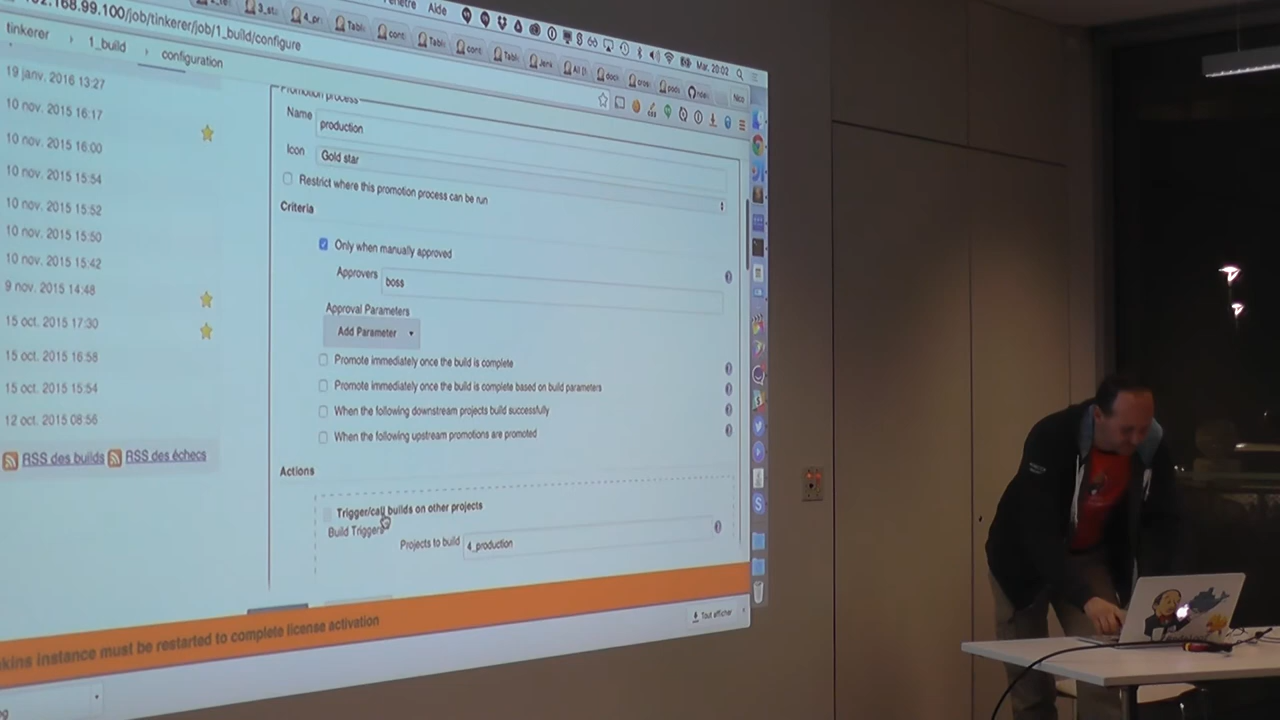 Fenêtre Aide
Mar. 20:02
168.99.100/job/tinkerer/job/1_build/configure
Nico
tinkerer › 1_build › configuration
19 janv. 2016 13:27
10 nov. 2015 16:17
10 nov. 2015 16:00
10 nov. 2015 15:54
10 nov. 2015 15:52
10 nov. 2015 15:50
10 nov. 2015 15:42
9 nov. 2015 14:48
15 oct. 2015 17:30
15 oct. 2015 16:58
15 oct. 2015 15:54
12 oct. 2015 08:56
RSS des builds RSS des échecs
Promotion process
Name production
Icon Gold star
Restrict where this promotion process can be run
Criteria
Only when manually approved
Approvers boss
Approval Parameters
Add Parameter
Promote immediately once the build is complete
Promote immediately once the build is complete based on build parameters
When the following downstream projects build successfully
When the following upstream promotions are promoted
Actions
Trigger/call builds on other projects
Build Triggers
Projects to build 4_production
kins instance must be restarted to complete license activation
Tout afficher